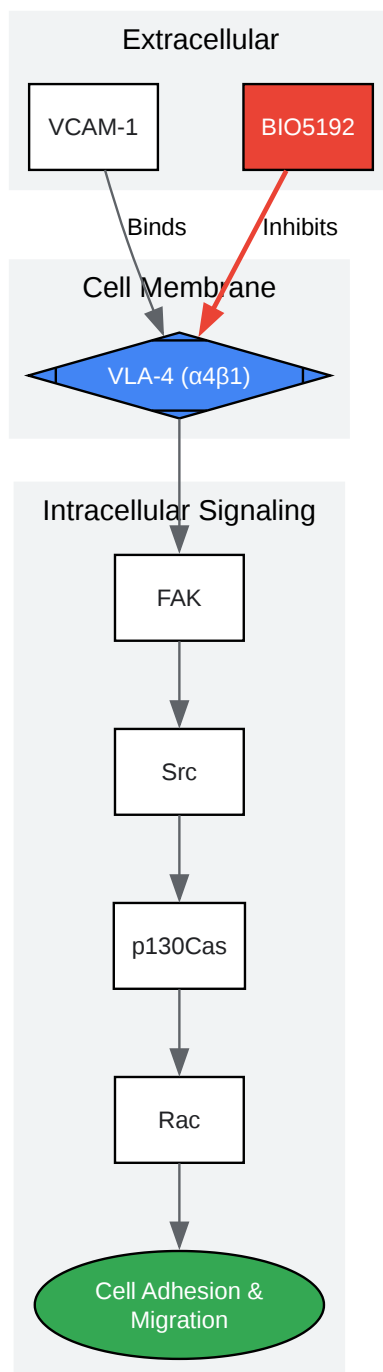 Extracellular
VCAM-1
BIO5192
Binds
Inhibits
Cell Membrane
VLA-4 (α4β1)
Intracellular Signaling
FAK
Src
p130Cas
Rac
Cell Adhesion &
Migration